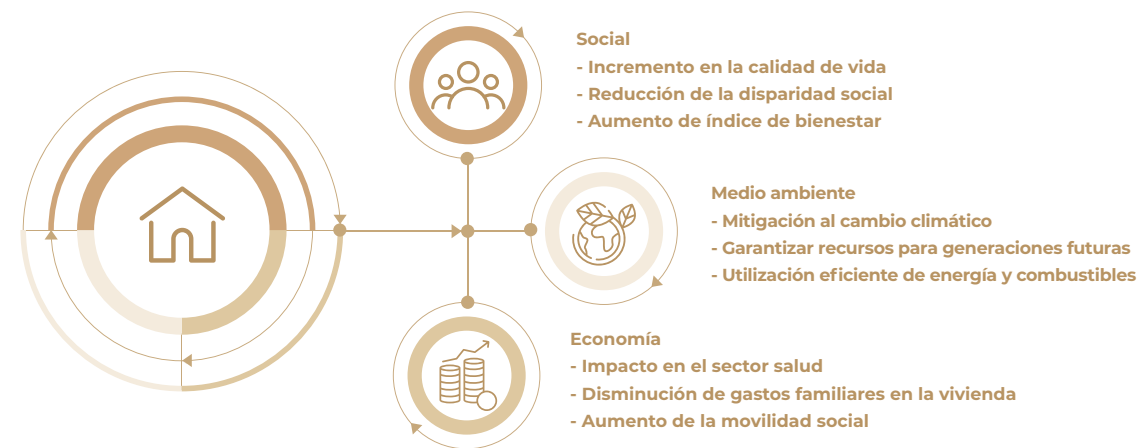 Social
- Incremento en la calidad de vida
- Reducción de la disparidad social
- Aumento de índice de bienestar
Medio ambiente
- Mitigación al cambio climático
- Garantizar recursos para generaciones futuras
- Utilización eficiente de energía y combustibles
Economía
- Impacto en el sector salud
- Disminución de gastos familiares en la vivienda
- Aumento de la movilidad social